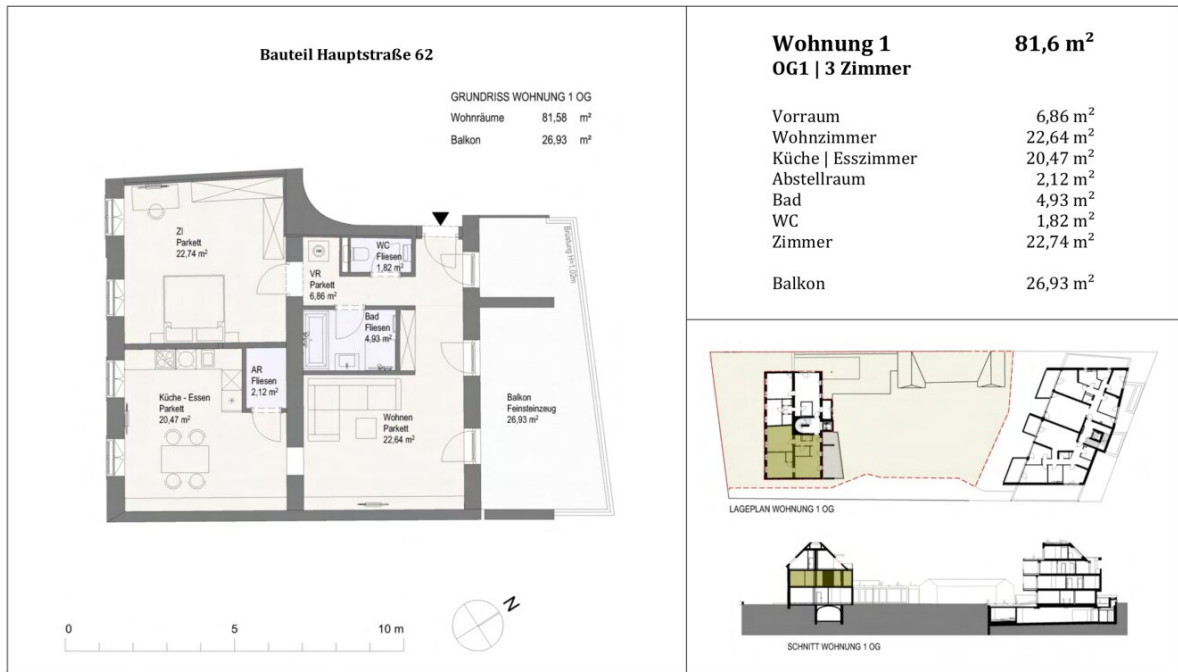 Bauteil Hauptstraße 62
GRUNDRISS WOHNUNG 1 OG
Wohnräume 81,58 m²
Balkon 26,93 m²
ZI
Parkett
22,74 m²
WC
Fliesen
1,82 m²
VR
Parkett
6,86 m²
Bad
Fliesen
4,93 m²
AR
Fliesen
2,12 m²
Küche - Essen
Parkett
20,47 m²
Wohnen
Parkett
22,64 m²
Balkon
Feinsteinzeug
26,93 m²
Brüstung H=1,02m
0 5 10 m
N
Wohnung 1 81,6 m²
OG1 | 3 Zimmer
Vorraum 6,86 m²
Wohnzimmer 22,64 m²
Küche | Esszimmer 20,47 m²
Abstellraum 2,12 m²
Bad 4,93 m²
WC 1,82 m²
Zimmer 22,74 m²
Balkon 26,93 m²
LAGEPLAN WOHNUNG 1 OG
SCHNITT WOHNUNG 1 OG